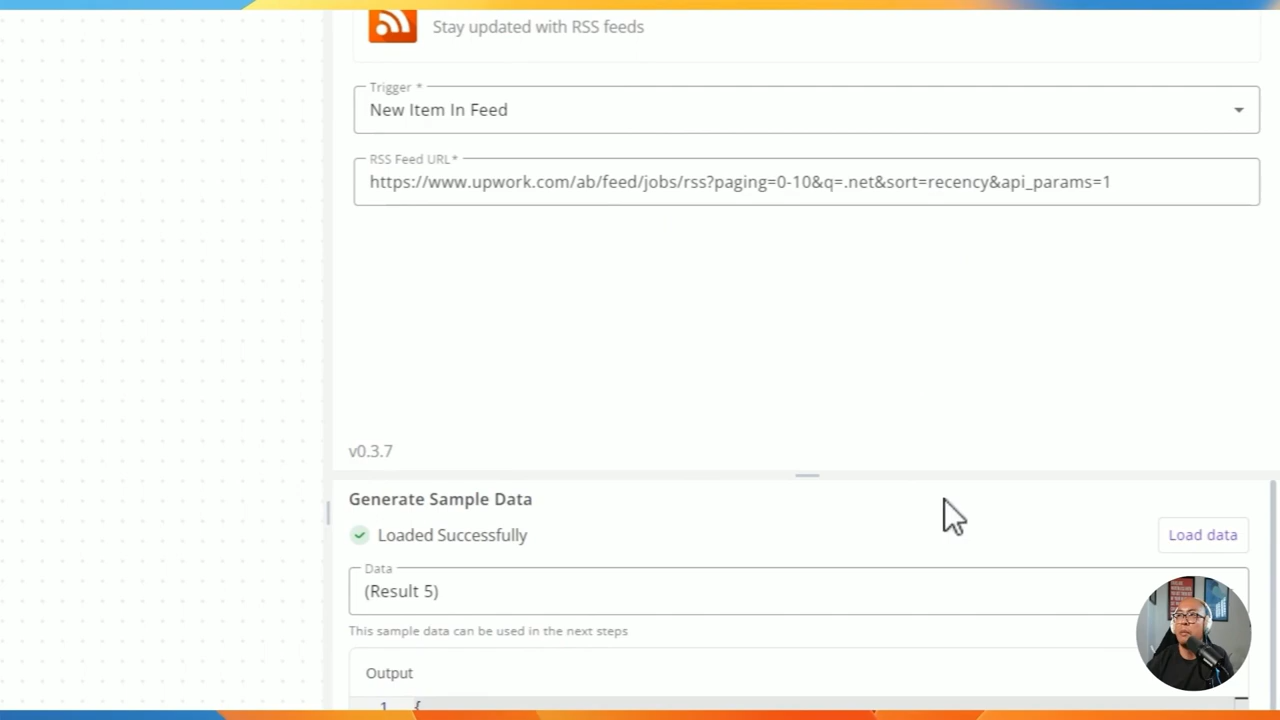 Stay updated with RSS feeds
Trigger *
New Item In Feed
RSS Feed URL*
https://www.upwork.com/ab/feed/jobs/rss?paging=0-10&q=.net&sort=recency&api_params=1
v0.3.7
Generate Sample Data
Loaded Successfully
Load data
Data
(Result 5)
This sample data can be used in the next steps
Output
1 {